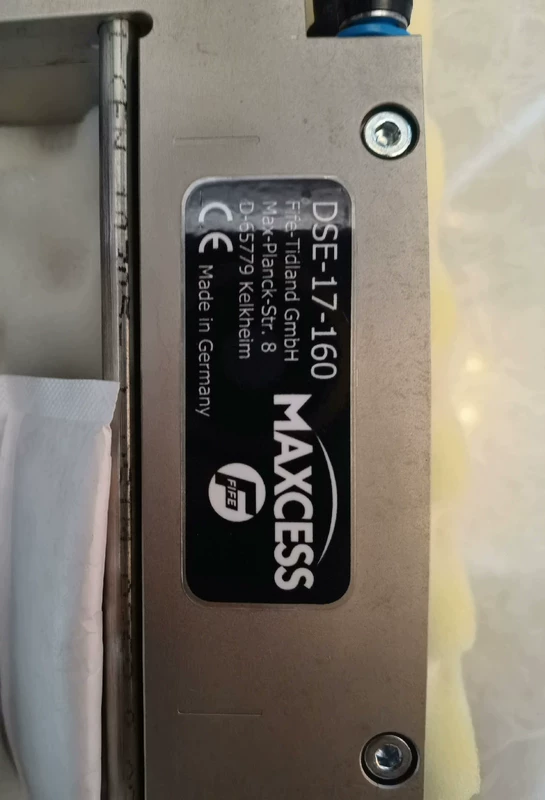 DSE-17-160
Fife-Tidland GmbH
Max-Planck-Str. 8
D-65779 Kelkheim
CE Made in Germany
MAXCESS
FIFE